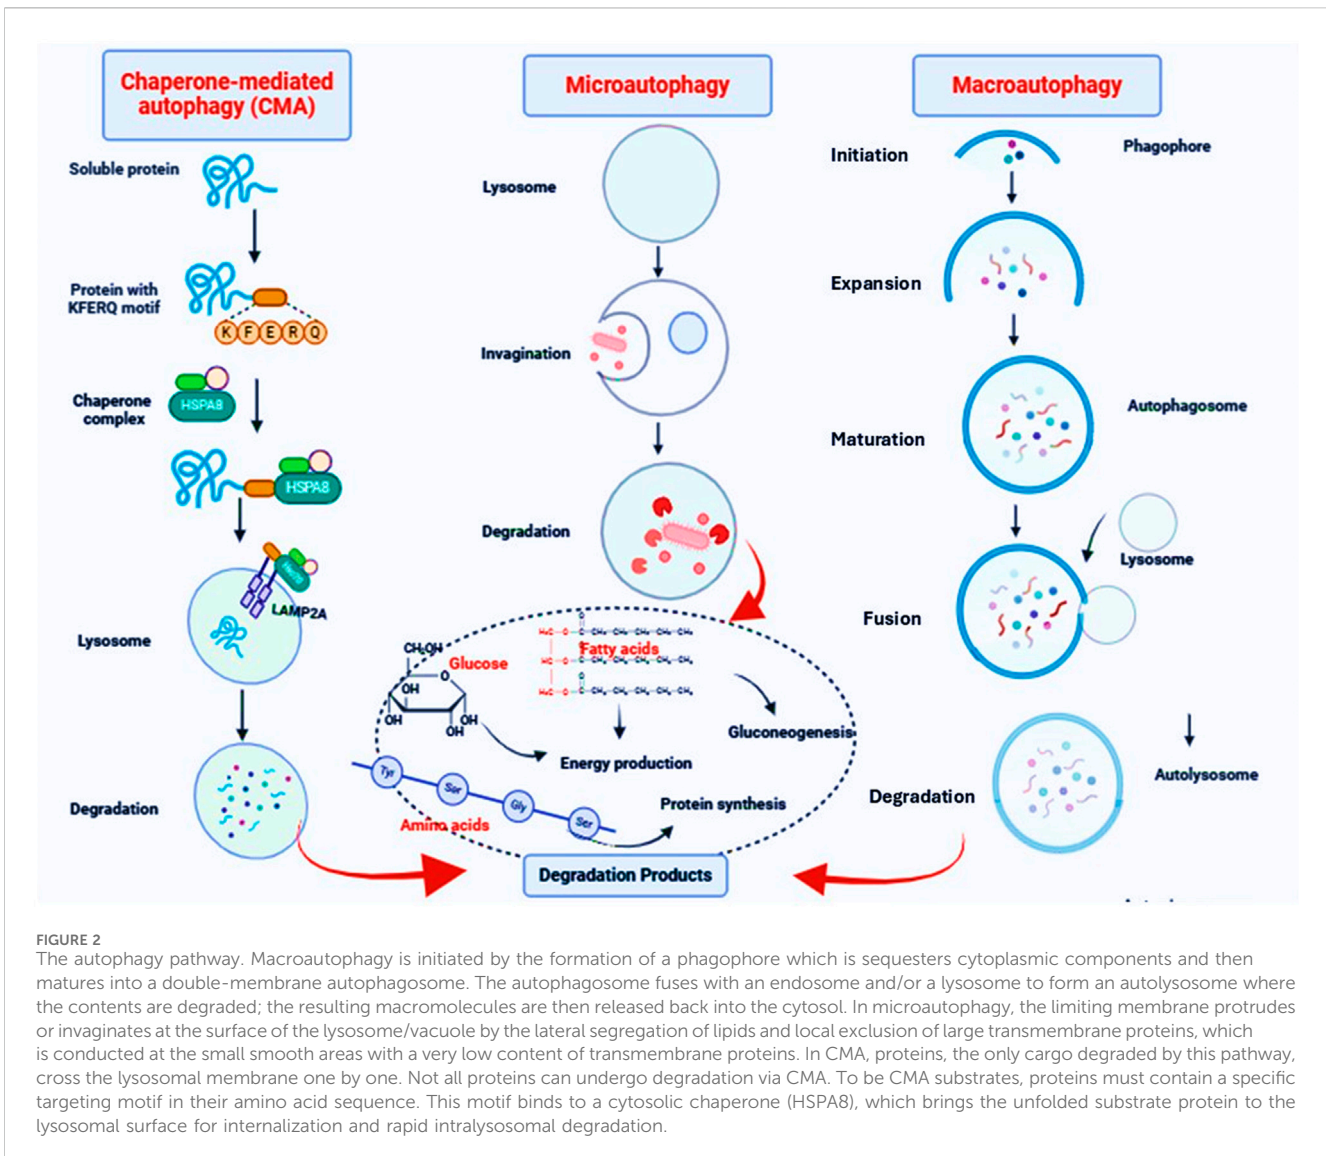 Chaperone-mediated
autophagy (CMA)
Soluble protein
Protein with
KFERQ motif
K F E R Q
Chaperone
complex
HSPA8
HSPA8
LAMP2A
Lysosome
Degradation
Microautophagy
Lysosome
Invagination
Degradation
Macroautophagy
Initiation
Phagophore
Expansion
Maturation
Autophagosome
Lysosome
Fusion
Degradation
Autolysosome
CH₂OH
Glucose
O
OH
OH
OH
OH
Fatty acids
Gluconeogenesis
Energy production
Tyr
Ser
Gly
Ser
Amino acids
Protein synthesis
Degradation Products
FIGURE 2
The autophagy pathway. Macroautophagy is initiated by the formation of a phagophore which is sequesters cytoplasmic components and then
matures into a double-membrane autophagosome. The autophagosome fuses with an endosome and/or a lysosome to form an autolysosome where
the contents are degraded; the resulting macromolecules are then released back into the cytosol. In microautophagy, the limiting membrane protrudes
or invaginates at the surface of the lysosome/vacuole by the lateral segregation of lipids and local exclusion of large transmembrane proteins, which
is conducted at the small smooth areas with a very low content of transmembrane proteins. In CMA, proteins, the only cargo degraded by this pathway,
cross the lysosomal membrane one by one. Not all proteins can undergo degradation via CMA. To be CMA substrates, proteins must contain a specific
targeting motif in their amino acid sequence. This motif binds to a cytosolic chaperone (HSPA8), which brings the unfolded substrate protein to the
lysosomal surface for internalization and rapid intralysosomal degradation.